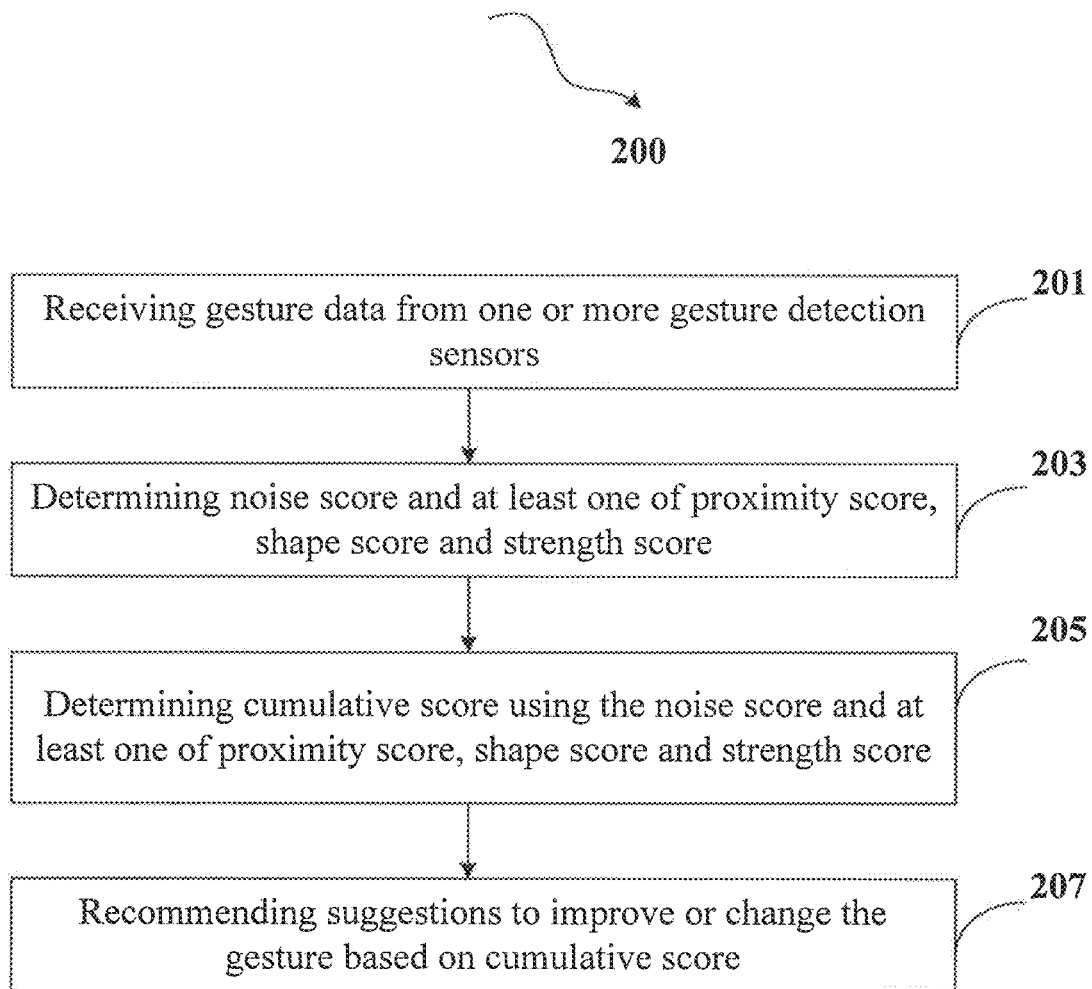 200
201
Receiving gesture data from one or more gesture detection
sensors
203
Determining noise score and at least one of proximity score,
shape score and strength score
205
Determining cumulative score using the noise score and at
least one of proximity score, shape score and strength score
207
Recommending suggestions to improve or change the
gesture based on cumulative score